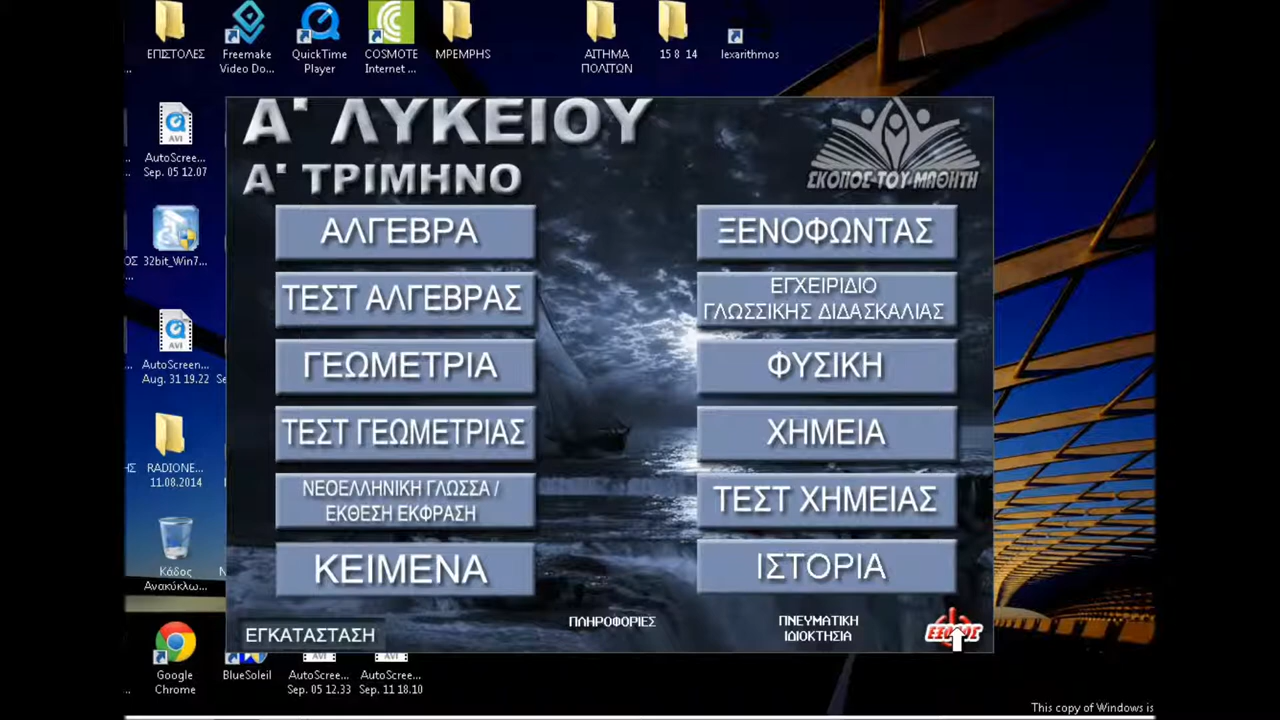 ΕΠΙΣΤΟΛΕΣ
Freemake
Video Do...
QuickTime
Player
COSMOTE
Internet ...
ΜΡΕΜΡΗΣ
ΑΙΤΗΜΑ
ΠΟΛΙΤΩΝ
15 8 14
lexarithmos
AutoScree...
Sep. 05 12.07
32bit_Win7...
AutoScreen...
Aug. 31 19.22
RADIONE...
11.08.2014
Κάδος
Ανακύκλω...
Α' ΛΥΚΕΙΟΥ
Α' ΤΡΙΜΗΝΟ
ΣΚΟΠΟΣ ΤΟΥ ΜΑΘΗΤΗ
ΑΛΓΕΒΡΑ
ΤΕΣΤ ΑΛΓΕΒΡΑΣ
ΓΕΩΜΕΤΡΙΑ
ΤΕΣΤ ΓΕΩΜΕΤΡΙΑΣ
ΝΕΟΕΛΛΗΝΙΚΗ ΓΛΩΣΣΑ /
ΕΚΘΕΣΗ ΕΚΦΡΑΣΗ
ΚΕΙΜΕΝΑ
ΞΕΝΟΦΩΝΤΑΣ
ΕΓΧΕΙΡΙΔΙΟ
ΓΛΩΣΣΙΚΗΣ ΔΙΔΑΣΚΑΛΙΑΣ
ΦΥΣΙΚΗ
ΧΗΜΕΙΑ
ΤΕΣΤ ΧΗΜΕΙΑΣ
ΙΣΤΟΡΙΑ
ΕΓΚΑΤΑΣΤΑΣΗ
ΠΛΗΡΟΦΟΡΙΕΣ
ΠΝΕΥΜΑΤΙΚΗ
ΙΔΙΟΚΤΗΣΙΑ
ΕΞΟΔΟΣ
Google
Chrome
BlueSoleil
AutoScree...
Sep. 05 12.33
AutoScree...
Sep. 11 18.10
This copy of Windows is